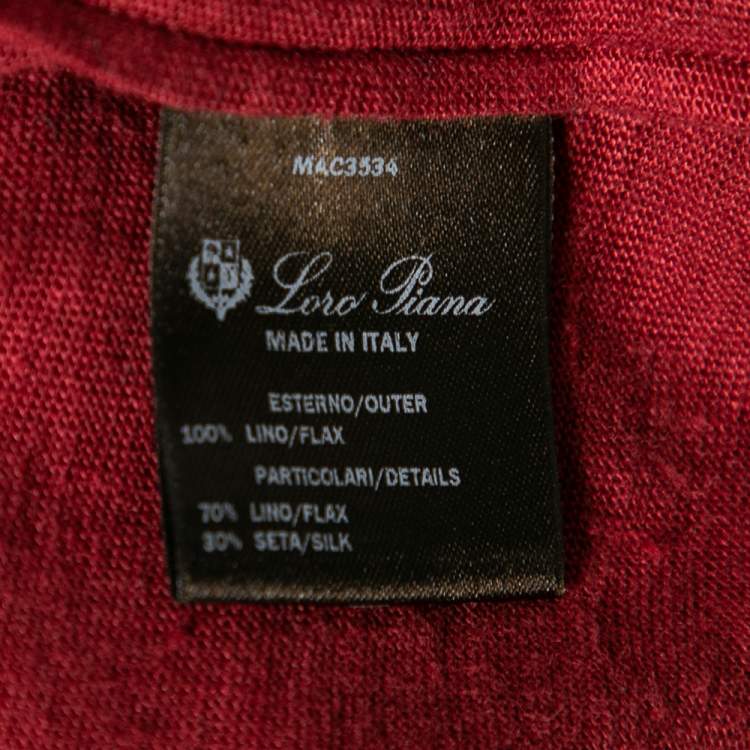 MAC3534
Loro Piana
MADE IN ITALY
ESTERNO/OUTER
100% LINO/FLAX
PARTICOLARI/DETAILS
70% LINO/FLAX
30% SETA/SILK